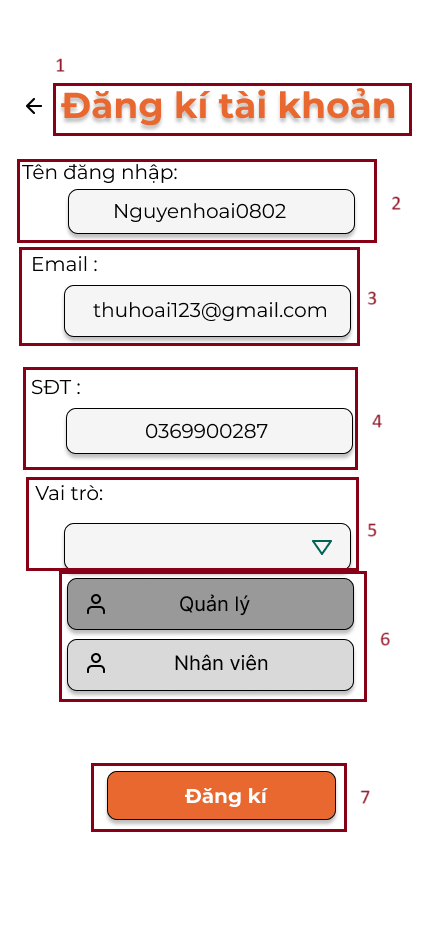 1
Đăng kí tài khoản
Tên đăng nhập:
Nguyenhoai0802
2
Email :
thuhoai123@gmail.com
3
SĐT :
0369900287
4
Vai trò:
5
Quản lý
Nhân viên
6
Đăng kí
7